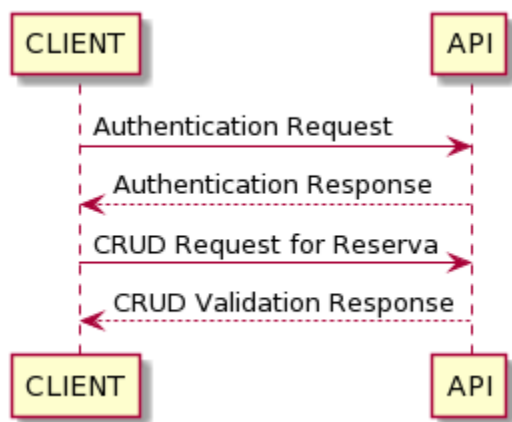 CLIENT API
Authentication Request
Authentication Response
CRUD Request for Reserva
CRUD Validation Response
CLIENT API